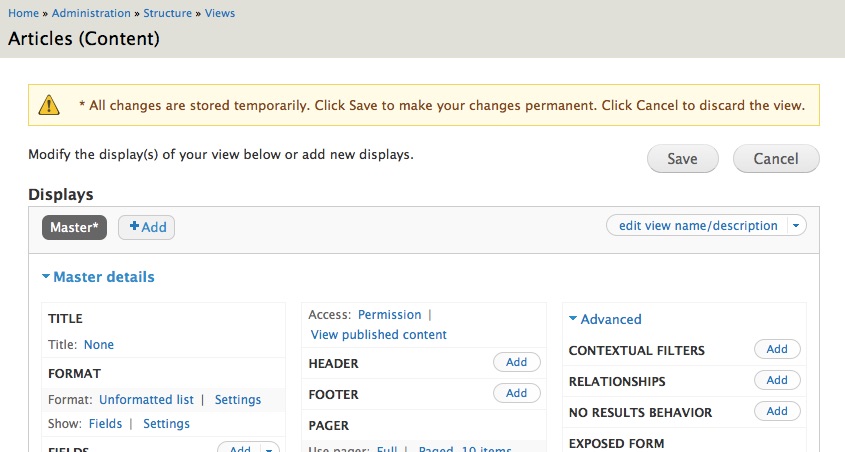 Home » Administration » Structure » Views
Articles (Content)
* All changes are stored temporarily. Click Save to make your changes permanent. Click Cancel to discard the view.
Modify the display(s) of your view below or add new displays.
Save
Cancel
Displays
Master*
+Add
edit view name/description
Master details
TITLE
Title: None
FORMAT
Format: Unformatted list | Settings
Show: Fields | Settings
FIELDS
Add
Access: Permission |
View published content
HEADER
Add
FOOTER
Add
PAGER
Use pager: Full | Paged, 10 items
Advanced
CONTEXTUAL FILTERS
Add
RELATIONSHIPS
Add
NO RESULTS BEHAVIOR
Add
EXPOSED FORM